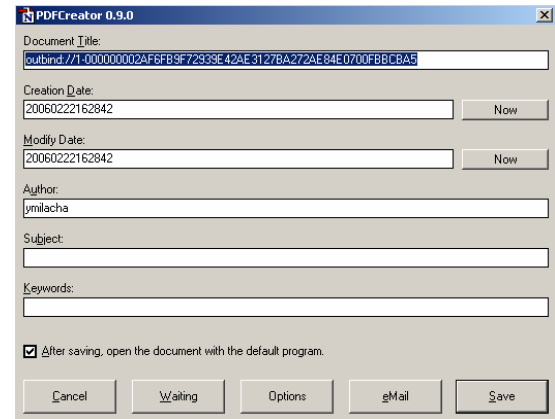 PDFCreator 0.9.0
Document Title:
outbind://1-000000002AF6FB9F72939E42AE3127BA272AE84E0700FBBCBA5
Creation Date:
20060222162842
Now
Modify Date:
20060222162842
Now
Author:
ymilacha
Subject:
Keywords:
After saving, open the document with the default program.
Cancel
Waiting
Options
eMail
Save